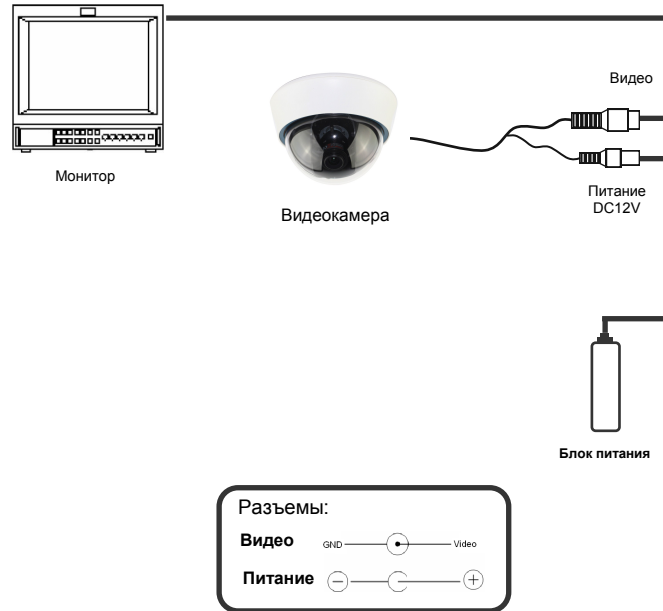 Видео
Монитор
Питание
DC12V
Видеокамера
Блок питания
Разъемы:
Видео GND Video
Питание − +